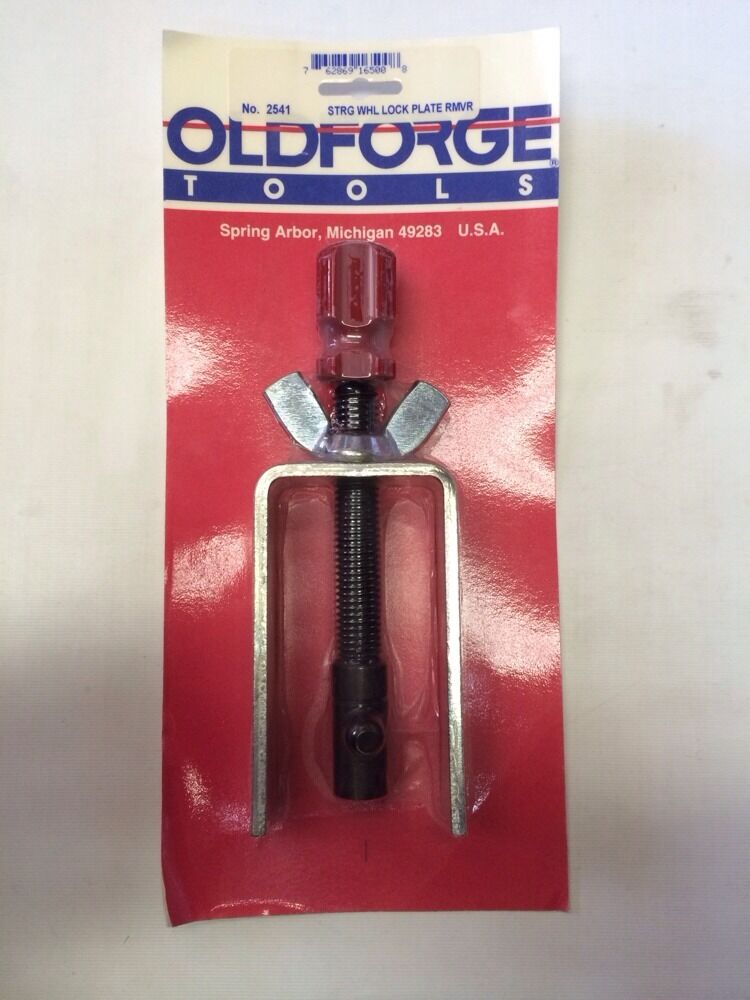 7 62869 16500 8
No. 2541 STRG WHL LOCK PLATE RMVR
OLDFORGE®
TOOLS
Spring Arbor, Michigan 49283 U.S.A.